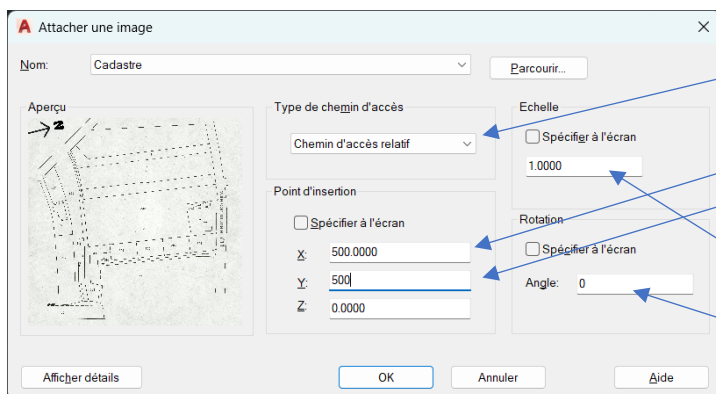 Attacher une image
Nom: Cadastre Parcourir...
Aperçu
Z
Type de chemin d'accès
Chemin d'accès relatif
Echelle
Spécifier à l'écran
1.0000
Point d'insertion
Spécifier à l'écran
X: 500.0000
Y: 500
Z: 0.0000
Rotation
Spécifier à l'écran
Angle: 0
Afficher détails OK Annuler Aide